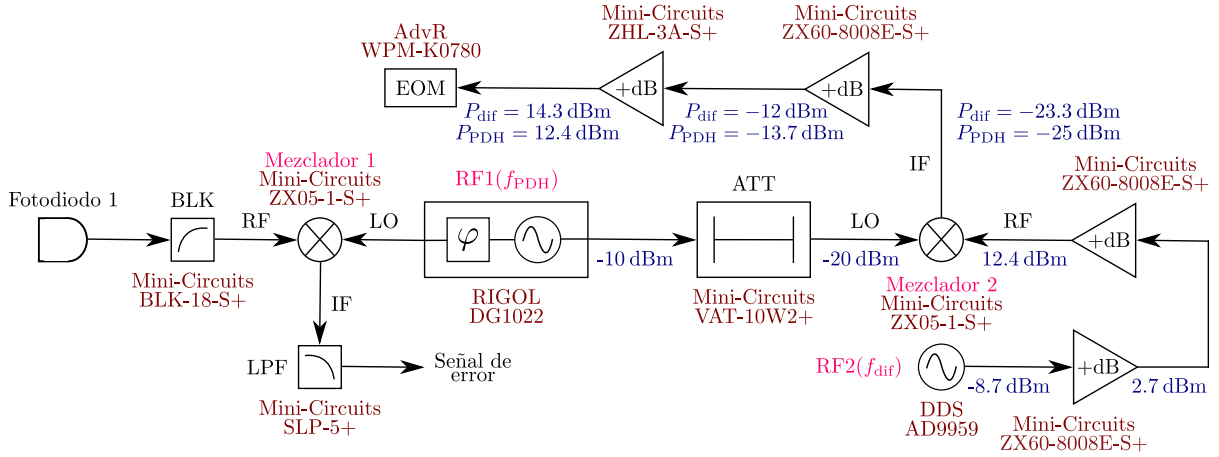 Mini-Circuits
ZHL-3A-S+
Mini-Circuits
ZX60-8008E-S+
AdvR
WPM-K0780
EOM
+dB
+dB
P_dif = 14.3 dBm
P_PDH = 12.4 dBm
P_dif = −12 dBm
P_PDH = −13.7 dBm
P_dif = −23.3 dBm
P_PDH = −25 dBm
Mezclador 1
Mini-Circuits
ZX05-1-S+
RF1(f_PDH)
ATT
IF
Mini-Circuits
ZX60-8008E-S+
Fotodiodo 1
BLK
RF
LO
φ
-10 dBm
LO
-20 dBm
RF
12.4 dBm
+dB
Mini-Circuits
BLK-18-S+
RIGOL
DG1022
Mini-Circuits
VAT-10W2+
Mezclador 2
Mini-Circuits
ZX05-1-S+
IF
LPF
Señal de
error
Mini-Circuits
SLP-5+
RF2(f_dif)
-8.7 dBm
+dB
2.7 dBm
DDS
AD9959
Mini-Circuits
ZX60-8008E-S+